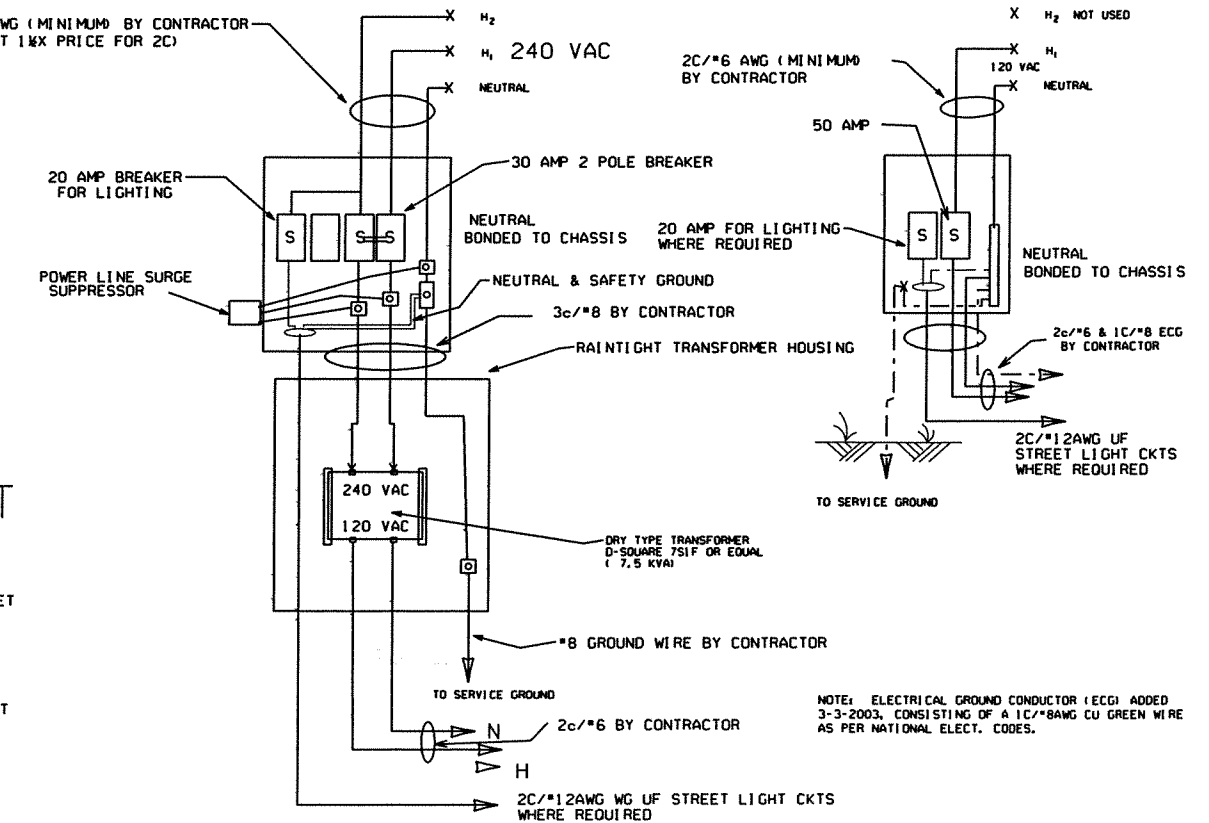 WG (MINIMUM) BY CONTRACTOR
T 1½X PRICE FOR 2C)
H2
H1 240 VAC
NEUTRAL
20 AMP BREAKER
FOR LIGHTING
30 AMP 2 POLE BREAKER
S
S S
NEUTRAL
BONDED TO CHASSIS
POWER LINE SURGE
SUPPRESSOR
NEUTRAL & SAFETY GROUND
3c/#8 BY CONTRACTOR
RAINTIGHT TRANSFORMER HOUSING
240 VAC
120 VAC
DRY TYPE TRANSFORMER
D-SQUARE 7S1F OR EQUAL
( 7.5 KVA)
#8 GROUND WIRE BY CONTRACTOR
TO SERVICE GROUND
2c/#6 BY CONTRACTOR
N
H
2C/#12AWG WG UF STREET LIGHT CKTS
WHERE REQUIRED
ET
T
H2 NOT USED
H1
120 VAC
NEUTRAL
2C/#6 AWG (MINIMUM)
BY CONTRACTOR
50 AMP
20 AMP FOR LIGHTING
WHERE REQUIRED
S S
NEUTRAL
BONDED TO CHASSIS
2c/#6 & 1C/#8 ECG
BY CONTRACTOR
2C/#12AWG UF
STREET LIGHT CKTS
WHERE REQUIRED
TO SERVICE GROUND
NOTE: ELECTRICAL GROUND CONDUCTOR (ECG) ADDED
3-3-2003, CONSISTING OF A 1C/#8AWG CU GREEN WIRE
AS PER NATIONAL ELECT. CODES.